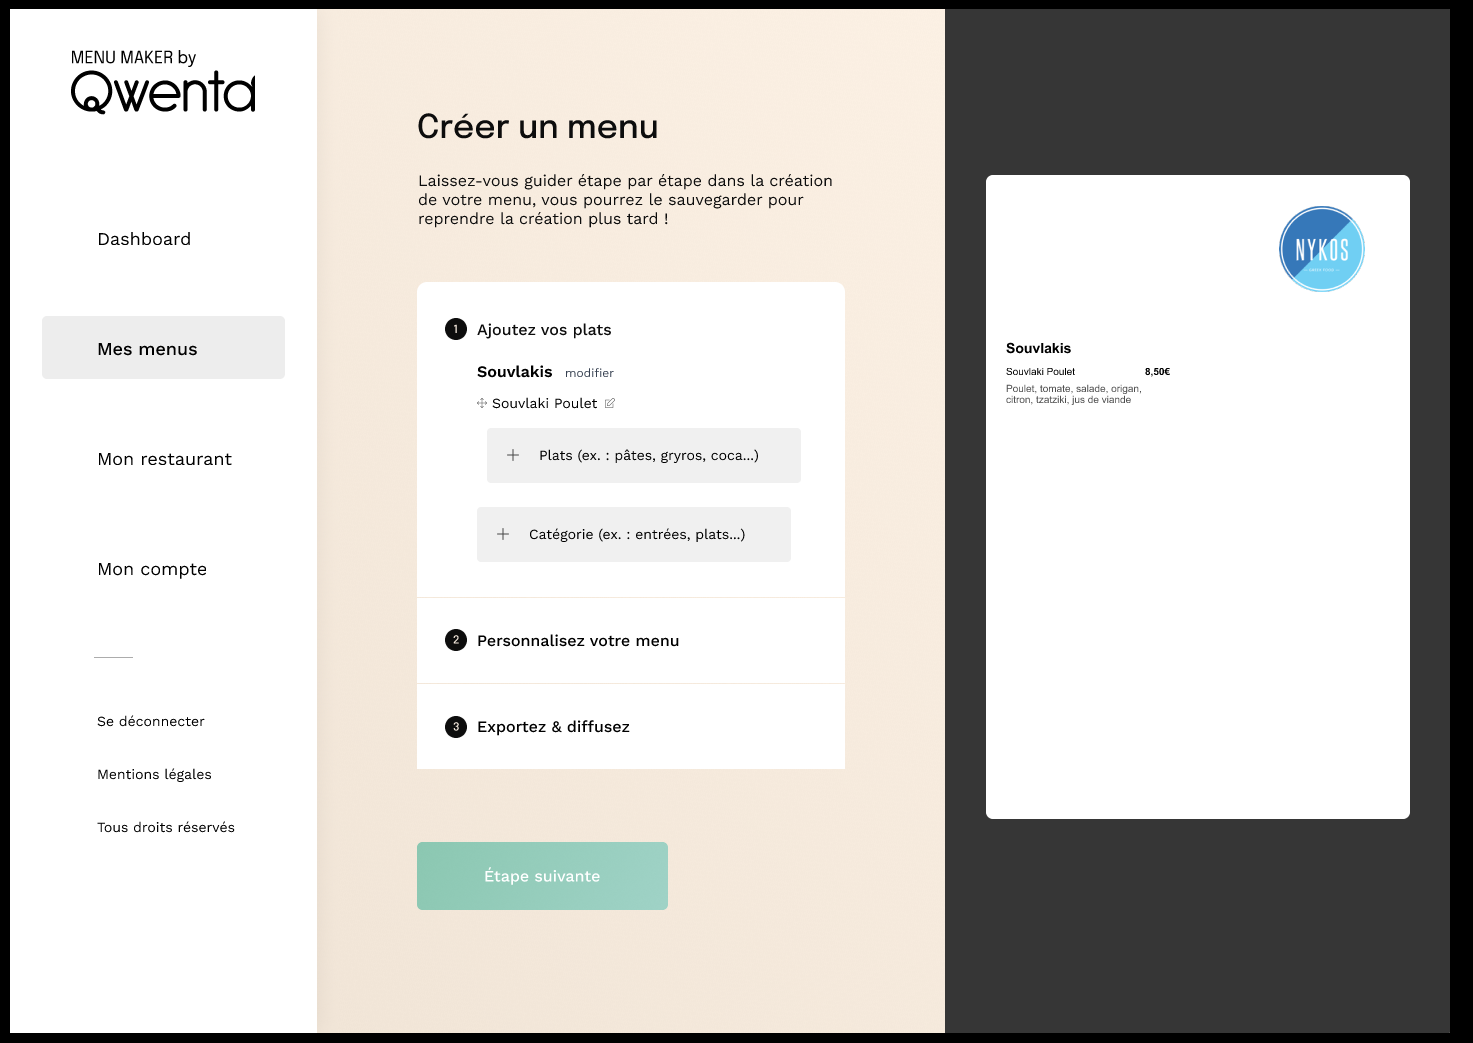 MENU MAKER by
Qwenta
Dashboard
Mes menus
Mon restaurant
Mon compte
Se déconnecter
Mentions légales
Tous droits réservés
Créer un menu
Laissez-vous guider étape par étape dans la création
de votre menu, vous pourrez le sauvegarder pour
reprendre la création plus tard !
1 Ajoutez vos plats
Souvlakis modifier
Souvlaki Poulet
Plats (ex. : pâtes, gryros, coca...)
Catégorie (ex. : entrées, plats...)
2 Personnalisez votre menu
3 Exportez & diffusez
Étape suivante
NYKOS
Souvlakis
Souvlaki Poulet 8,50€
Poulet, tomate, salade, origan,
citron, tzatziki, jus de viande